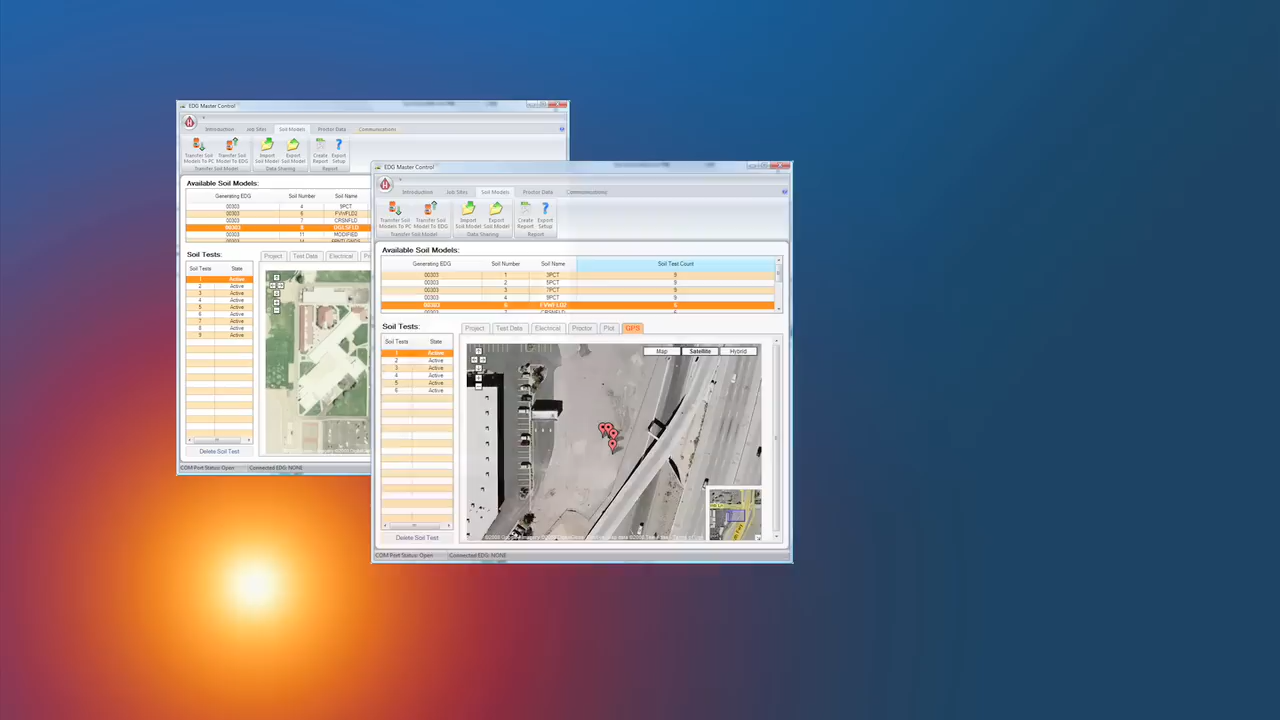 EDG Master Control
Introduction Job Sites Soil Models Proctor Data Communications
Transfer Soil Models To PC
Transfer Soil Model To EDG
Import Soil Model
Export Soil Model
Create Report
Export Setup
Transfer Soil Model Data Sharing Report
Available Soil Models:
Generating EDG Soil Number Soil Name
00303 4 9PCT
00303 6 FVWFLD2
00303 7 CRSNFLD
00303 8
00303 11 MODIFIED
Soil Tests:
Project Test Data Electrical
Soil Tests State
1 Active
2 Active
3 Active
4 Active
5 Active
6 Active
7 Active
8 Active
9 Active
Delete Soil Test
COM Port Status: Open Connected EDG: NONE
EDG Master Control
Introduction Job Sites Soil Models Proctor Data Communications
Transfer Soil Models To PC
Transfer Soil Model To EDG
Import Soil Model
Export Soil Model
Create Report
Export Setup
Transfer Soil Model Data Sharing Report
Available Soil Models:
Generating EDG Soil Number Soil Name Soil Test Count
00303 1 3PCT 9
00303 2 5PCT 9
00303 3 7PCT 9
00303 4 9PCT 9
00303 6 FVWFLD2 6
00303 7 CRSNFLD 6
Soil Tests:
Project Test Data Electrical Proctor Plot GPS
Soil Tests State
1 Active
2 Active
3 Active
4 Active
5 Active
6 Active
Map Satellite Hybrid
Delete Soil Test
COM Port Status: Open Connected EDG: NONE